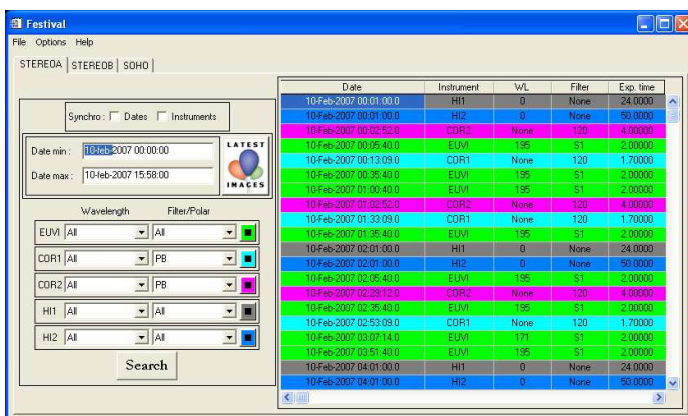 Festival
File Options Help
STEREOA STEREOB SOHO
Synchro : Dates Instruments
Date min : 10-feb-2007 00:00:00
Date max : 10-feb-2007 15:58:00
LATEST
IMAGES
Wavelength Filter/Polar
EUVI All All
COR1 All PB
COR2 All PB
HI1 All All
HI2 All All
Search
Date Instrument WL Filter Exp. time
10-Feb-2007 00:01:00.0 HI1 0 None 24.0000
10-Feb-2007 00:01:00.0 HI2 0 None 50.0000
10-Feb-2007 00:02:52.0 COR2 None 120 4.00000
10-Feb-2007 00:05:40.0 EUVI 195 S1 2.00000
10-Feb-2007 00:13:09.0 COR1 None 120 1.70000
10-Feb-2007 00:35:40.0 EUVI 195 S1 2.00000
10-Feb-2007 01:00:40.0 EUVI 195 S1 2.00000
10-Feb-2007 01:02:52.0 COR2 None 120 4.00000
10-Feb-2007 01:33:09.0 COR1 None 120 1.70000
10-Feb-2007 01:35:40.0 EUVI 195 S1 2.00000
10-Feb-2007 02:01:00.0 HI1 0 None 24.0000
10-Feb-2007 02:01:00.0 HI2 0 None 50.0000
10-Feb-2007 02:05:40.0 EUVI 195 S1 2.00000
10-Feb-2007 02:29:12.0 COR2 None 120 4.00000
10-Feb-2007 02:35:40.0 EUVI 195 S1 2.00000
10-Feb-2007 02:53:09.0 COR1 None 120 1.70000
10-Feb-2007 03:07:14.0 EUVI 171 S1 2.00000
10-Feb-2007 03:51:40.0 EUVI 195 S1 2.00000
10-Feb-2007 04:01:00.0 HI1 0 None 24.0000
10-Feb-2007 04:01:00.0 HI2 0 None 50.0000